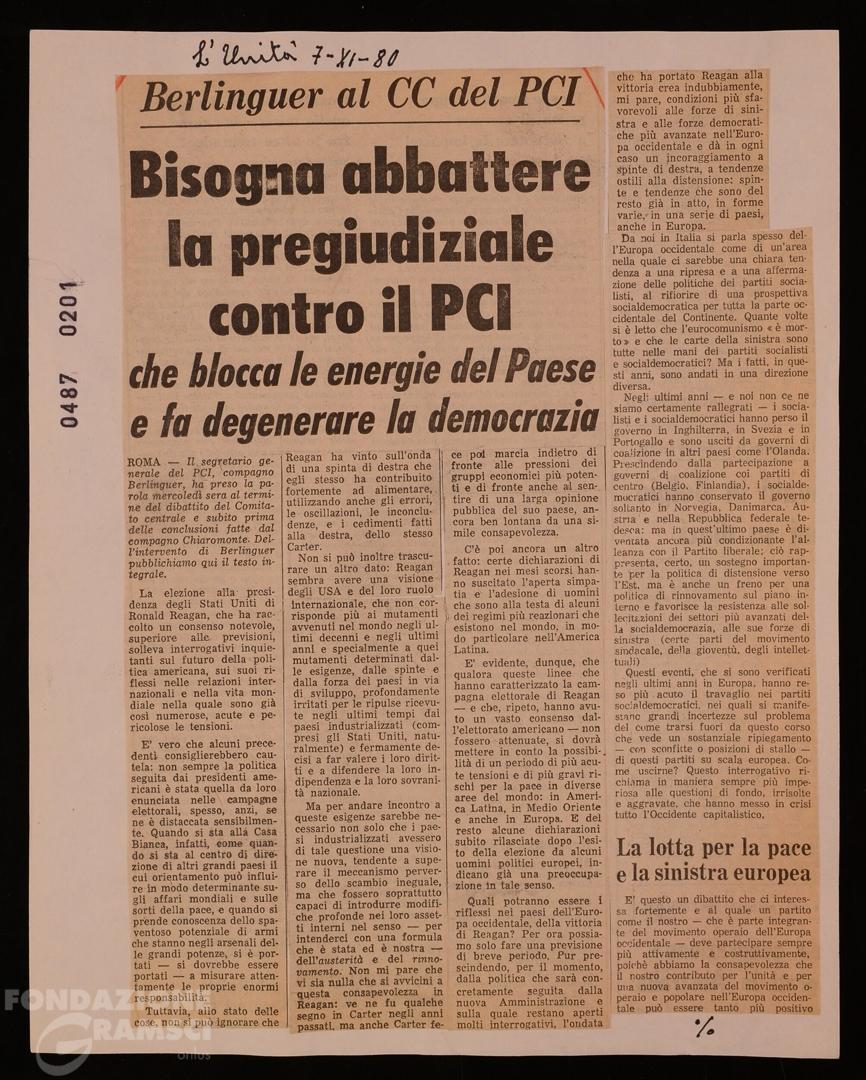 L'Unità 7-XI-80
Berlinguer al CC del PCI
Bisogna abbattere
la pregiudiziale
contro il PCI
che blocca le energie del Paese
e fa degenerare la democrazia
0487 0201
ROMA — Il segretario ge-
nerale del PCI, compagno
Berlinguer, ha preso la pa-
rola mercoledì sera al termi-
ne del dibattito del Comita-
to centrale e subito prima
delle conclusioni fatte dal
compagno Chiaromonte. Del-
l'intervento di Berlinguer
pubblichiamo qui il testo in-
tegrale.
La elezione alla presi-
denza degli Stati Uniti di
Ronald Reagan, che ha rac-
colto un consenso notevole,
superiore alle previsioni,
solleva interrogativi inquie-
tanti sul futuro della poli-
tica americana, sui suoi ri-
flessi nelle relazioni inter-
nazionali e nella vita mon-
diale nella quale sono già
così numerose, acute e pe-
ricolose le tensioni.
E' vero che alcuni prece-
denti consiglierebbero cau-
tela: non sempre la politica
seguita dai presidenti ame-
ricani è stata quella da loro
enunciata nelle campagne
elettorali, spesso, anzi, se
ne è distaccata sensibilmen-
te. Quando si sta alla Casa
Bianca, infatti, come quan-
do si sta al centro di dire-
zione di altri grandi paesi il
cui orientamento può influi-
re in modo determinante su-
gli affari mondiali e sulle
sorti della pace, e quando si
prende conoscenza dello spa-
ventoso potenziale di armi
che stanno negli arsenali del-
le grandi potenze, si è por-
tati — si dovrebbe essere
portati — a misurare atten-
tamente le proprie enormi
responsabilità.
Tuttavia, allo stato delle
cose, non si può ignorare che
Reagan ha vinto sull'onda
di una spinta di destra che
egli stesso ha contribuito
fortemente ad alimentare,
utilizzando anche gli errori,
le oscillazioni, le inconclu-
denze, e i cedimenti fatti
alla destra, dello stesso
Carter.
Non si può inoltre trascu-
rare un altro dato: Reagan
sembra avere una visione
degli USA e del loro ruolo
internazionale, che non cor-
risponde più ai mutamenti
avvenuti nel mondo negli ul-
timi decenni e negli ultimi
anni e specialmente a quei
mutamenti determinati dal-
le esigenze, dalle spinte e
dalla forza dei paesi in via
di sviluppo, profondamente
irritati per le ripulse ricevu-
te negli ultimi tempi dai
paesi industrializzati (com-
presi gli Stati Uniti, natu-
ralmente) e fermamente de-
cisi a far valere i loro dirit-
ti e a difendere la loro in-
dipendenza e la loro sovrani-
tà nazionale.
Ma per andare incontro a
queste esigenze sarebbe ne-
cessario non solo che i pae-
si industrializzati avessero
di tale questione una visio-
ne nuova, tendente a supe-
rare il meccanismo perver-
so dello scambio ineguale,
ma che fossero soprattutto
capaci di introdurre modifi-
che profonde nei loro asset-
ti interni nel senso — per
intenderci con una formula
che è stata ed è nostra —
dell'austerità e del rinno-
vamento. Non mi pare che
vi sia nulla che si avvicini a
questa consapevolezza in
Reagan: ve ne fu qualche
segno in Carter negli anni
passati, ma anche Carter fe-
ce poi marcia indietro di
fronte alle pressioni dei
gruppi economici più poten-
ti e di fronte anche al sen-
tire di una larga opinione
pubblica del suo paese, an-
cora ben lontana da una si-
mile consapevolezza.
C'è poi ancora un altro
fatto: certe dichiarazioni di
Reagan nei mesi scorsi han-
no suscitato l'aperta simpa-
tia e l'adesione di uomini
che sono alla testa di alcuni
dei regimi più reazionari che
esistono nel mondo, in mo-
do particolare nell'America
Latina.
E' evidente, dunque, che
qualora queste linee che
hanno caratterizzato la cam-
pagna elettorale di Reagan
— e che, ripeto, hanno avu-
to un vasto consenso dal-
l'elettorato americano — non
fossero attenuate, si dovrà
mettere in conto la possibi-
lità di un periodo di più acu-
te tensioni e di più gravi ri-
schi per la pace in diverse
aree del mondo: in Ameri-
ca Latina, in Medio Oriente
e anche in Europa. E del
resto alcune dichiarazioni
subito rilasciate dopo l'esi-
to della elezione da alcuni
uomini politici europei, in-
dicano già una preoccupa-
zione in tale senso.
Quali potranno essere i
riflessi nei paesi dell'Euro-
pa occidentale, della vittoria
di Reagan? Per ora possia-
mo solo fare una previsione
di breve periodo. Pur pre-
scindendo, per il momento,
dalla politica che sarà con-
cretamente seguita dalla
nuova Amministrazione e
sulla quale restano aperti
molti interrogativi, l'ondata
che ha portato Reagan alla
vittoria crea indubbiamente,
mi pare, condizioni più sfa-
vorevoli alle forze di sini-
stra e alle forze democrati-
che più avanzate nell'Euro-
pa occidentale e dà in ogni
caso un incoraggiamento a
spinte di destra, a tendenze
ostili alla distensione: spin-
te e tendenze che sono del
resto già in atto, in forme
varie, in una serie di paesi,
anche in Europa.
Da noi in Italia si parla spesso del-
l'Europa occidentale come di un'area
nella quale ci sarebbe una chiara ten-
denza a una ripresa e a una afferma-
zione delle politiche dei partiti socia-
listi, al rifiorire di una prospettiva
socialdemocratica per tutta la parte oc-
cidentale del Continente. Quante volte
si è letto che l'eurocomunismo « è mor-
to » e che le carte della sinistra sono
tutte nelle mani dei partiti socialisti
e socialdemocratici? Ma i fatti, in que-
sti anni, sono andati in una direzione
diversa.
Negli ultimi anni — e noi non ce ne
siamo certamente rallegrati — i socia-
listi e i socialdemocratici hanno perso il
governo in Inghilterra, in Svezia e in
Portogallo e sono usciti da governi di
coalizione in altri paesi come l'Olanda.
Prescindendo dalla partecipazione a
governi di coalizione coi partiti di
centro (Belgio, Finlandia), i socialde-
mocratici hanno conservato il governo
soltanto in Norvegia, Danimarca, Au-
stria e nella Repubblica federale te-
desca: ma in quest'ultimo paese è di-
ventata ancora più condizionante l'al-
leanza con il Partito liberale; ciò rap-
presenta, certo, un sostegno importan-
te per la politica di distensione verso
l'Est, ma è anche un freno per una
politica di rinnovamento sul piano in-
terno e favorisce la resistenza alle sol-
lecitazioni dei settori più avanzati del-
la socialdemocrazia, alle sue forze di
sinistra (certe parti del movimento
sindacale, della gioventù, degli intellet-
tuali)
Questi eventi, che si sono verificati
negli ultimi anni in Europa, hanno re-
so più acuto il travaglio nei partiti
socialdemocratici, nei quali si manife-
stano grandi incertezze sul problema
del come trarsi fuori da questo corso
che vede un sostanziale ripiegamento
— con sconfitte o posizioni di stallo —
di questi partiti su scala europea. Co-
me uscirne? Questo interrogativo ri-
chiama in maniera sempre più impe-
riosa alle questioni di fondo, irrisolte
e aggravate, che hanno messo in crisi
tutto l'Occidente capitalistico.
La lotta per la pace
e la sinistra europea
E' questo un dibattito che ci interes-
sa fortemente e al quale un partito
come il nostro — che è parte integran-
te del movimento operaio dell'Europa
occidentale — deve partecipare sempre
più attivamente e costruttivamente,
poichè abbiamo la consapevolezza che
il nostro contributo per l'unità e per
una nuova avanzata del movimento o-
peraio e popolare nell'Europa occiden-
tale può essere tanto più positivo
%
FONDAZIONE
GRAMSCI
onlus